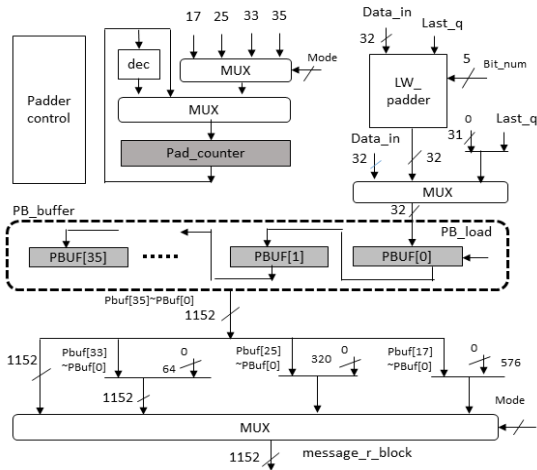 17 25 33 35
Data_in
Last_q
32
dec
MUX
Mode
5
Bit_num
Padder
control
LW_
padder
MUX
0
Last_q
Data_in
31
Pad_counter
32
32
MUX
PB_buffer
32
PB_load
PBUF[35]
PBUF[1]
PBUF[0]
Pbuf[35]~PBuf[0]
1152
1152
Pbuf[33]
~PBuf[0]
0
64
Pbuf[25]
~PBuf[0]
0
320
Pbuf[17]
~PBuf[0]
0
576
1152
Mode
MUX
1152
message_r_block